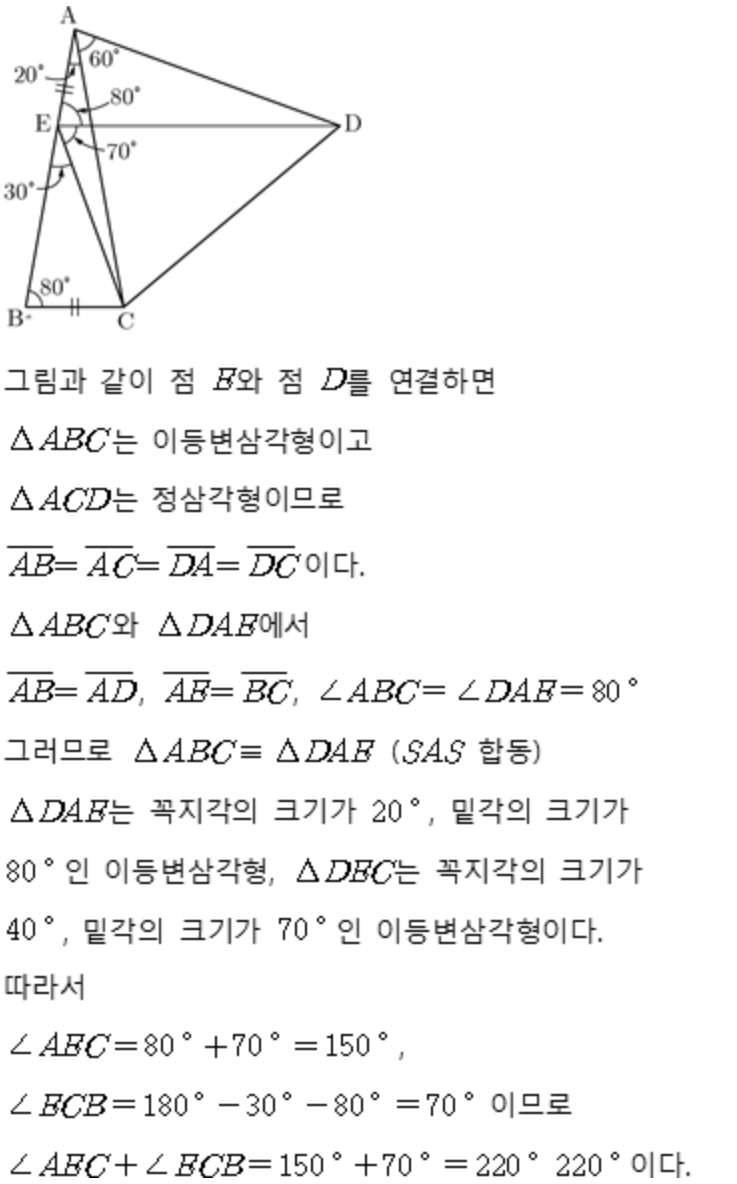 A
60°
20°
80°
E
D
70°
30°
80°
B
C
그림과 같이 점 E와 점 D를 연결하면
△ABC는 이등변삼각형이고
△ACD는 정삼각형이므로
AB= AC= DA= DC이다.
△ABC와 △DAE에서
AB= AD, AE= BC, ∠ABC= ∠DAE=80°
그러므로 △ABC≡ △DAE (SAS 합동)
△DAE는 꼭지각의 크기가 20°, 밑각의 크기가
80°인 이등변삼각형, △DEC는 꼭지각의 크기가
40°, 밑각의 크기가 70°인 이등변삼각형이다.
따라서
∠AEC=80°+70°=150°,
∠ECB=180°-30°-80°=70° 이므로
∠AEC+∠ECB=150°+70°=220° 220°이다.